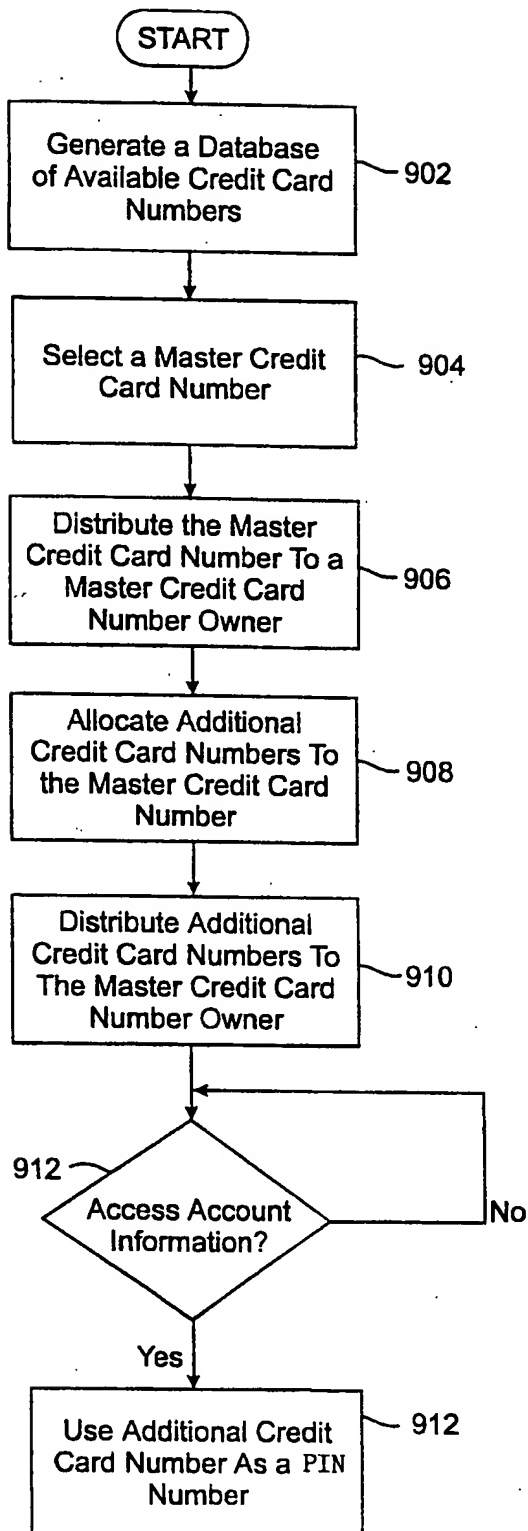 START
Generate a Database
of Available Credit Card
Numbers
902
Select a Master Credit
Card Number
904
Distribute the Master
Credit Card Number To a
Master Credit Card
Number Owner
906
Allocate Additional
Credit Card Numbers To
the Master Credit Card
Number
908
Distribute Additional
Credit Card Numbers To
The Master Credit Card
Number Owner
910
912
Access Account
Information?
No
Yes
Use Additional Credit
Card Number As a PIN
Number
912